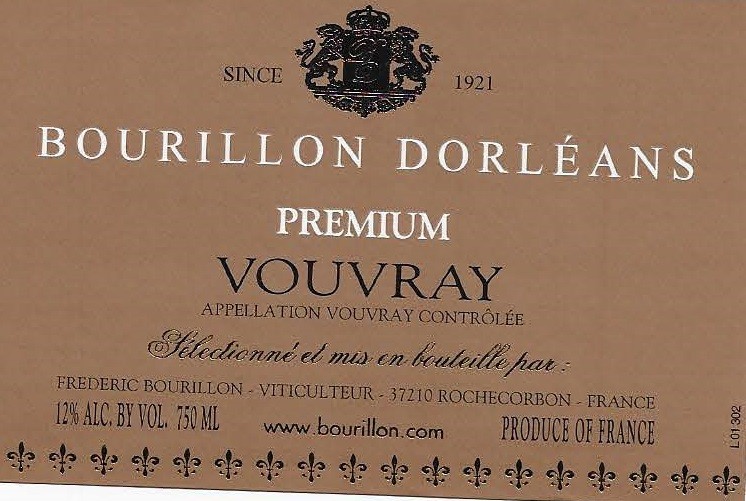 SINCE 1921
BOURILLON DORLÉANS
PREMIUM
VOUVRAY
APPELLATION VOUVRAY CONTRÔLÉE
Sélectionné et mis en bouteille par :
FREDERIC BOURILLON - VITICULTEUR - 37210 ROCHECORBON - FRANCE
12% ALC. BY VOL. 750 ML www.bourillon.com PRODUCE OF FRANCE
L 01302